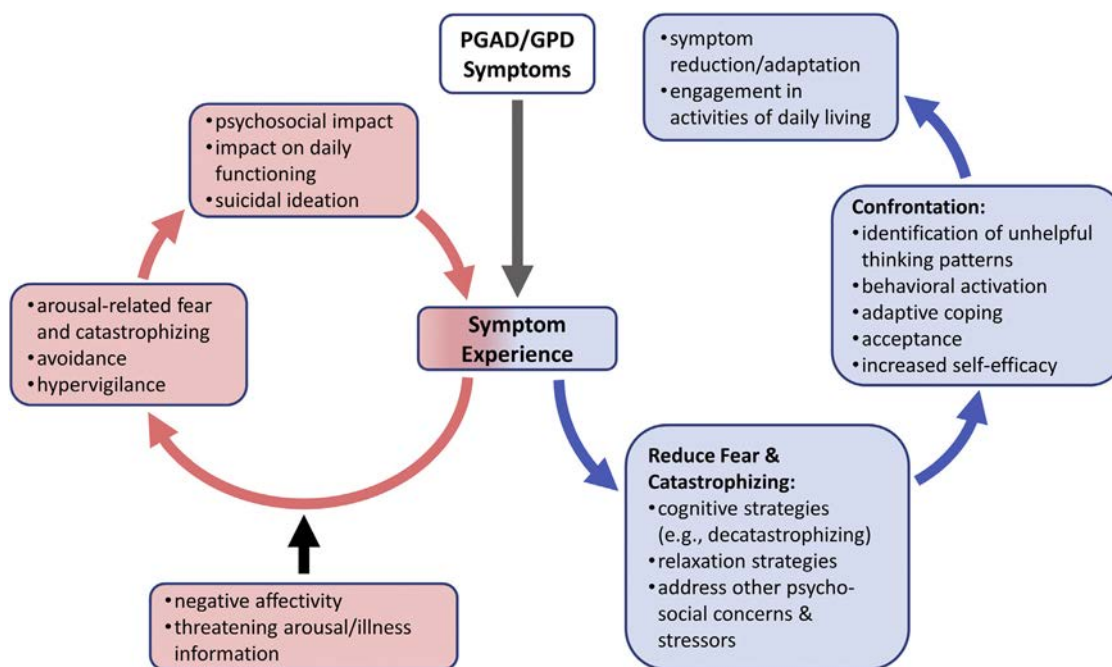 PGAD/GPD
Symptoms
•symptom
reduction/adaptation
•engagement in
activities of daily living
•psychosocial impact
•impact on daily
functioning
•suicidal ideation
Confrontation:
•identification of unhelpful
thinking patterns
•behavioral activation
•adaptive coping
•acceptance
•increased self-efficacy
•arousal-related fear
and catastrophizing
•avoidance
•hypervigilance
Symptom
Experience
Reduce Fear &
Catastrophizing:
•cognitive strategies
(e.g., decatastrophizing)
•relaxation strategies
•address other psycho-
social concerns &
stressors
•negative affectivity
•threatening arousal/illness
information